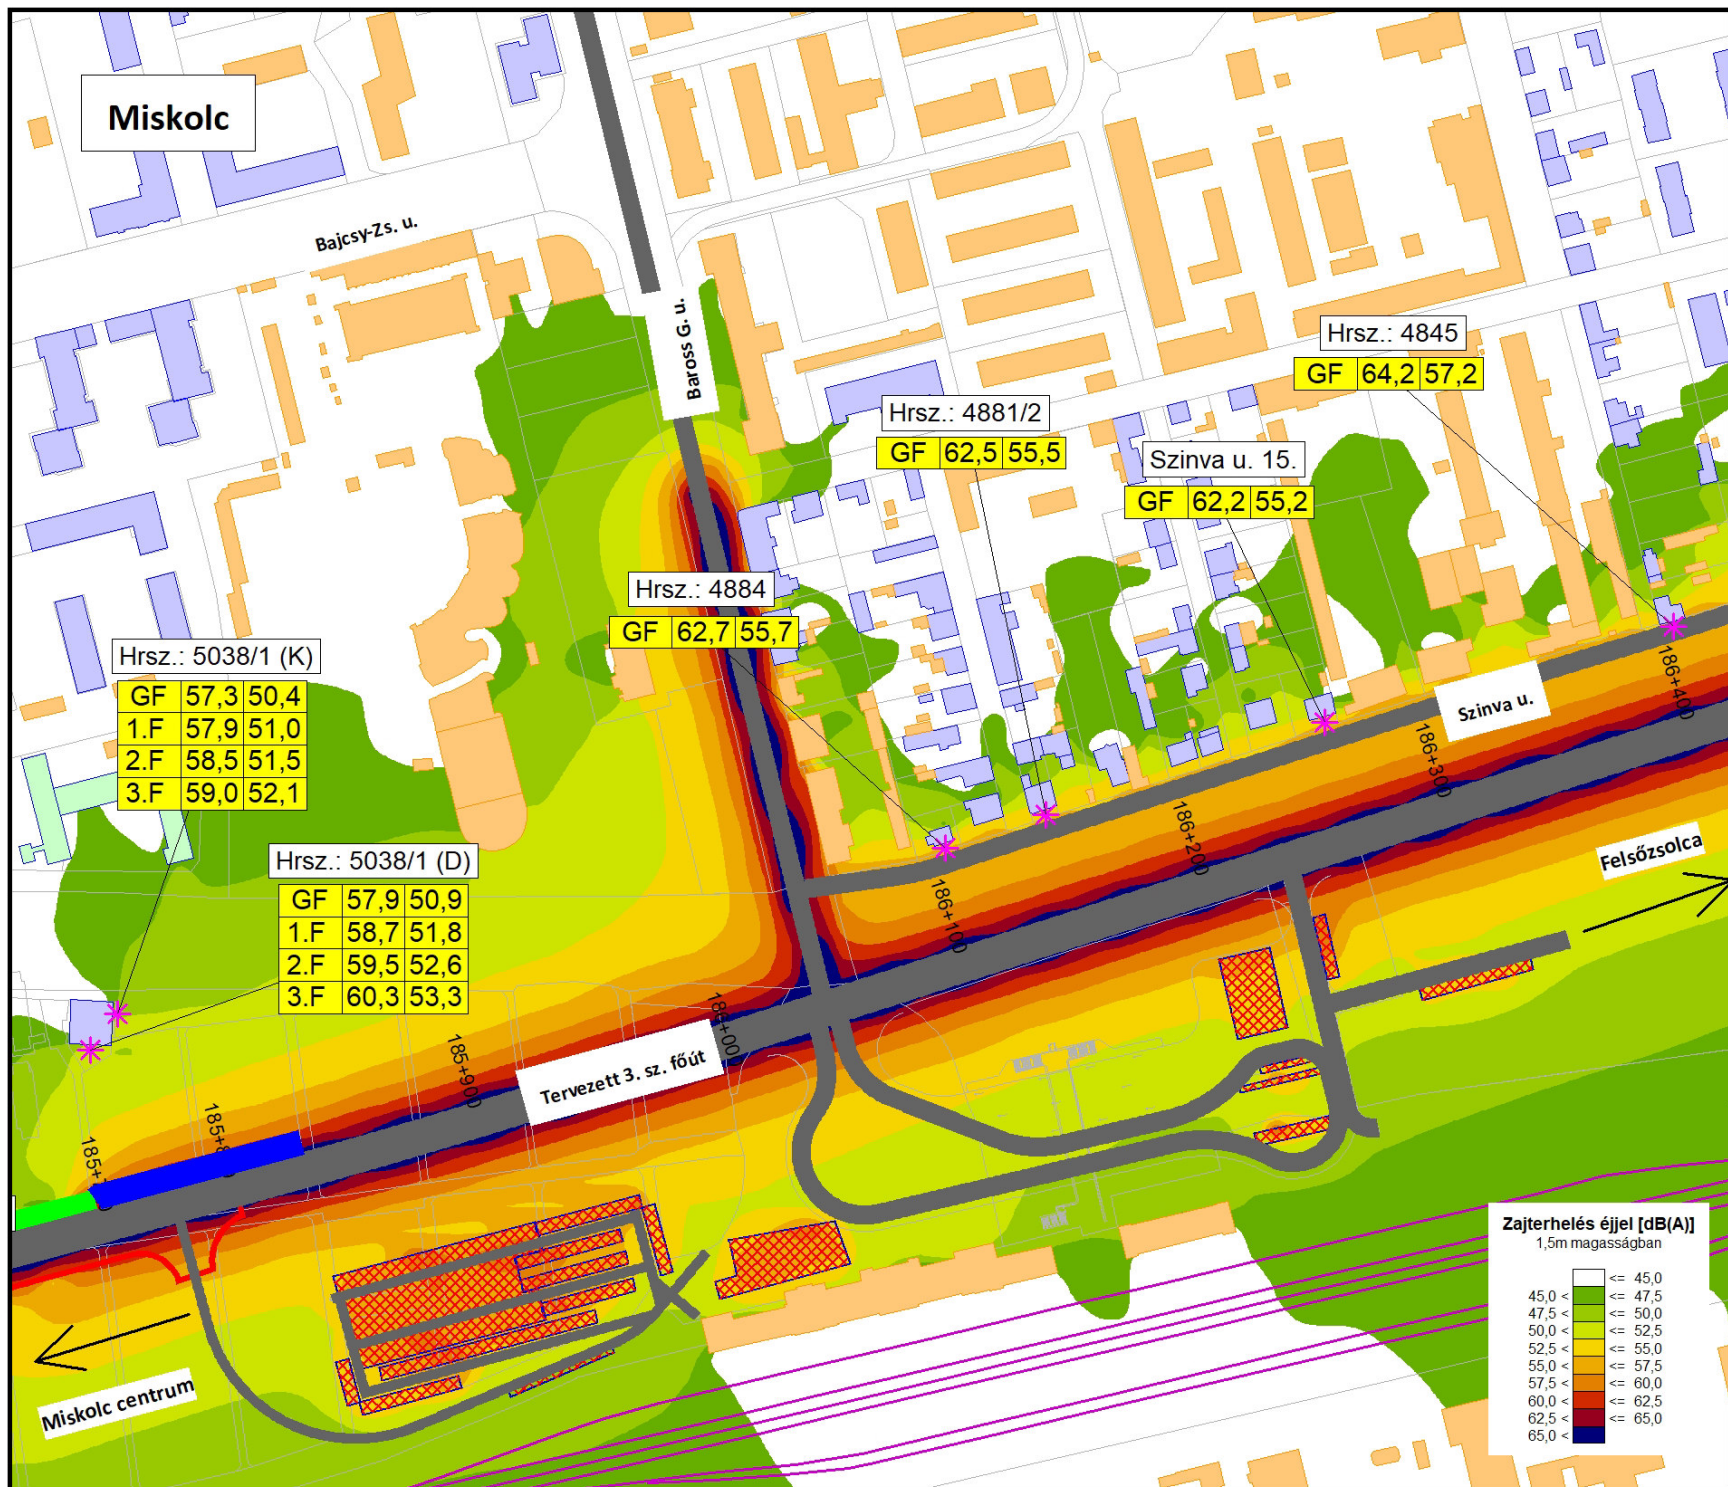 Miskolc
Bajcsy-Zs. u.
Baross G. u.
Hrsz.: 4845
GF 64,2 57,2
Hrsz.: 4881/2
GF 62,5 55,5
Szinva u. 15.
GF 62,2 55,2
Hrsz.: 4884
GF 62,7 55,7
Hrsz.: 5038/1 (K)
GF 57,3 50,4
1.F 57,9 51,0
2.F 58,5 51,5
3.F 59,0 52,1
Hrsz.: 5038/1 (D)
GF 57,9 50,9
1.F 58,7 51,8
2.F 59,5 52,6
3.F 60,3 53,3
Szinva u.
186+400
186+300
186+200
186+100
186+000
185+900
Felsőzsolca
Tervezett 3. sz. főút
Miskolc centrum
Zajterhelés éjjel [dB(A)]
1,5m magasságban
<= 45,0
45,0 < <= 47,5
47,5 < <= 50,0
50,0 < <= 52,5
52,5 < <= 55,0
55,0 < <= 57,5
57,5 < <= 60,0
60,0 < <= 62,5
62,5 < <= 65,0
65,0 <